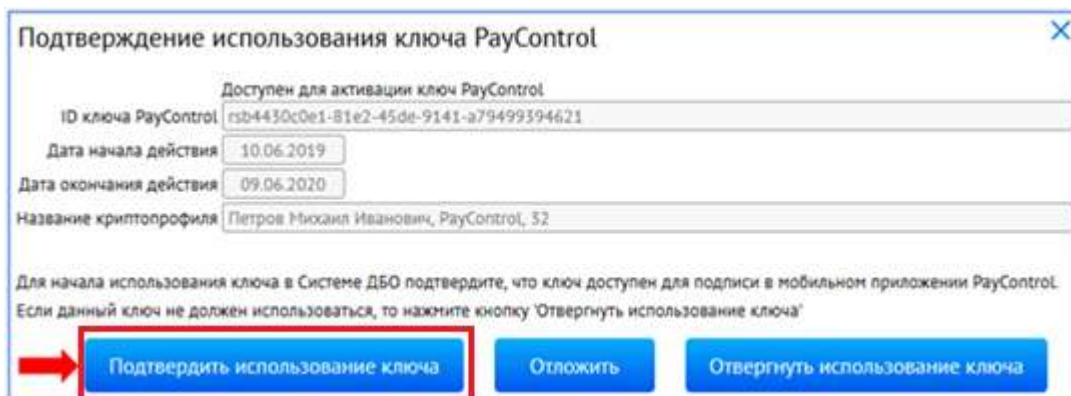 Подтверждение использования ключа PayControl
Доступен для активации ключ PayControl
ID ключа PayControl rsb4430c0e1-81e2-45de-9141-a79499394621
Дата начала действия 10.06.2019
Дата окончания действия 09.06.2020
Название криптопрофиля Петров Михаил Иванович, PayControl, 32
Для начала использования ключа в Системе ДБО подтвердите, что ключ доступен для подписи в мобильном приложении PayControl.
Если данный ключ не должен использоваться, то нажмите кнопку 'Отвергнуть использование ключа'
Подтвердить использование ключа Отложить Отвергнуть использование ключа